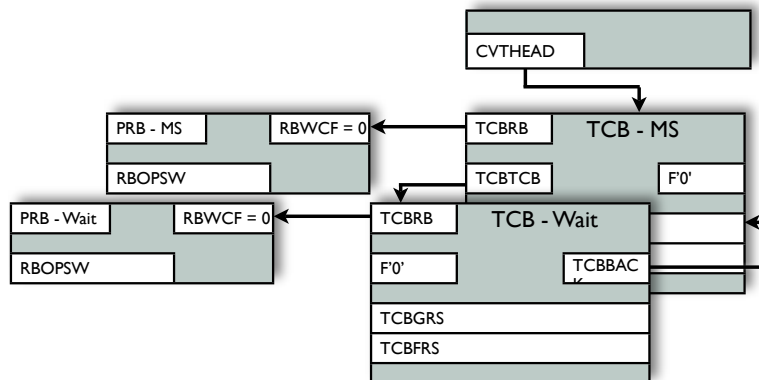 CVTHEAD
PRB - MS
RBWCF = 0
TCBRB
TCB - MS
RBOPSW
TCBTCB
F'0'
PRB - Wait
RBWCF = 0
TCBRB
TCB - Wait
RBOPSW
F'0'
TCBBAC
K
TCBGRS
TCBFRS